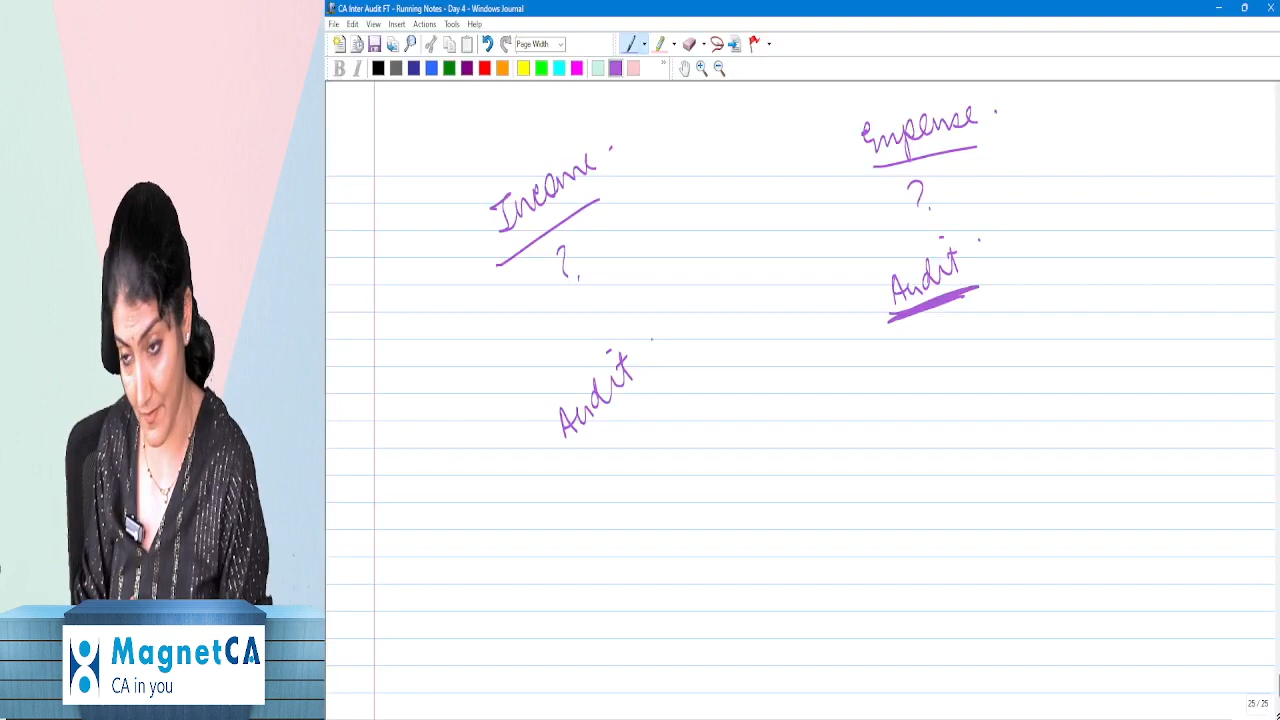 CA Inter Audit FT - Running Notes - Day 4 - Windows Journal
File Edit View Insert Actions Tools Help
Page Width
B I
Expense.
Income.
?
?
Audit.
Audit
MagnetCA
CA in you
25 / 25